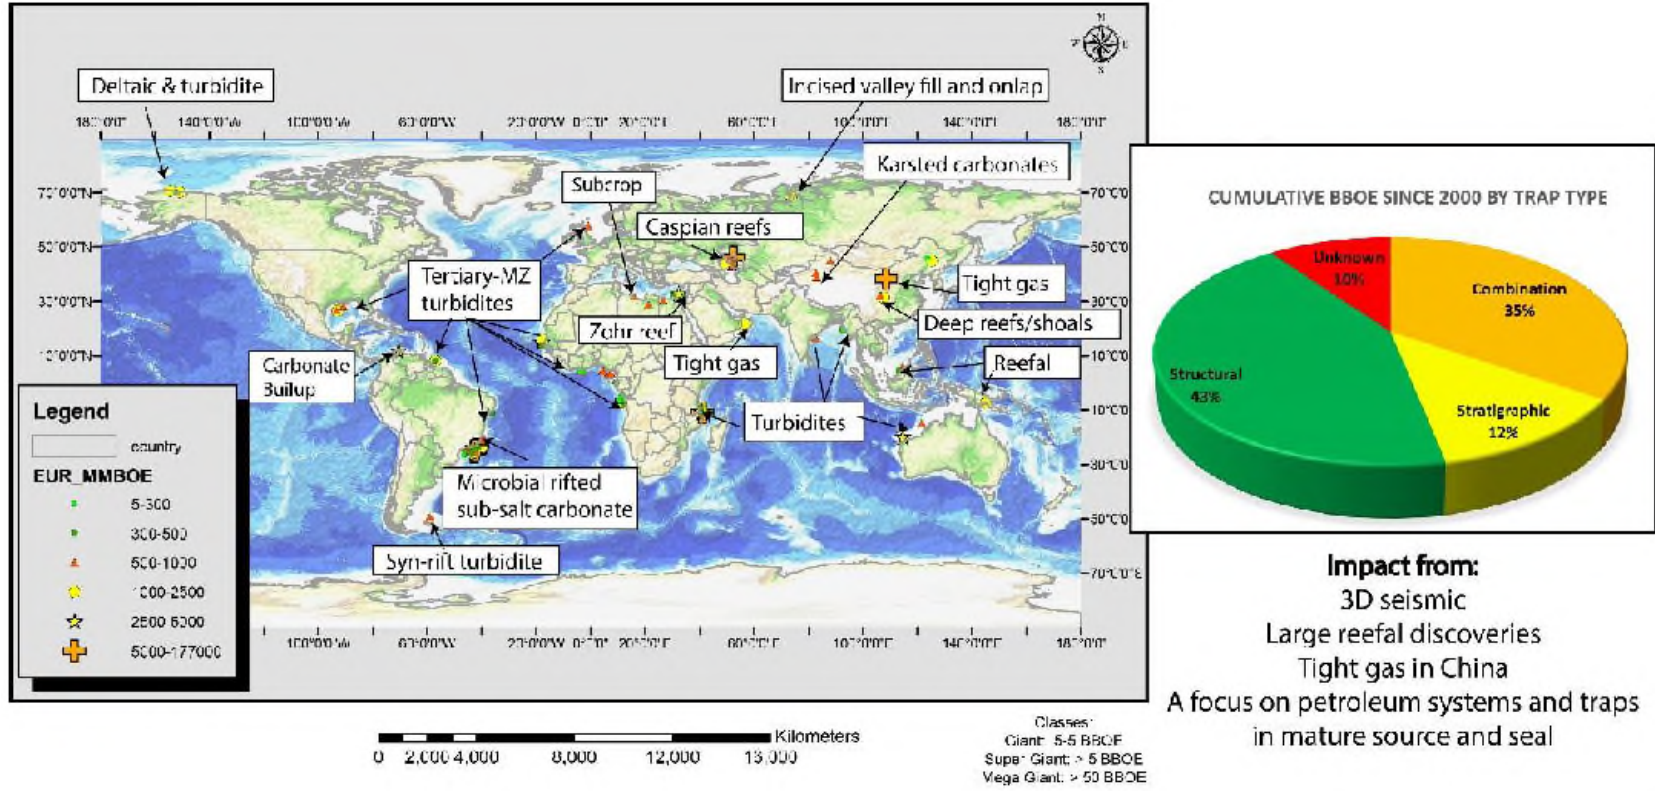 N
S
Deltaic & turbidite
Incised valley fill and onlap
Karsted carbonates
Subcrop
Caspian reefs
Tertiary-MZ
turbidites
Tight gas
Zohr reef
Deep reefs/shoals
Tight gas
Reefal
Carbonate
Builup
Turbidites
Microbial rifted
sub-salt carbonate
Syn-rift turbidite
Legend
country
EUR_MMBOE
5-300
300-500
500-1000
1000-2500
2500-5000
5000-177000
Kilometers
0 2,000 4,000 8,000 12,000 16,000
Classes:
Giant: .5-5 BBOE
Super Giant: > 5 BBOE
Mega Giant: > 50 BBOE
CUMULATIVE BBOE SINCE 2000 BY TRAP TYPE
Unknown
10%
Combination
35%
Structural
43%
Stratigraphic
12%
Impact from:
3D seismic
Large reefal discoveries
Tight gas in China
A focus on petroleum systems and traps
in mature source and seal